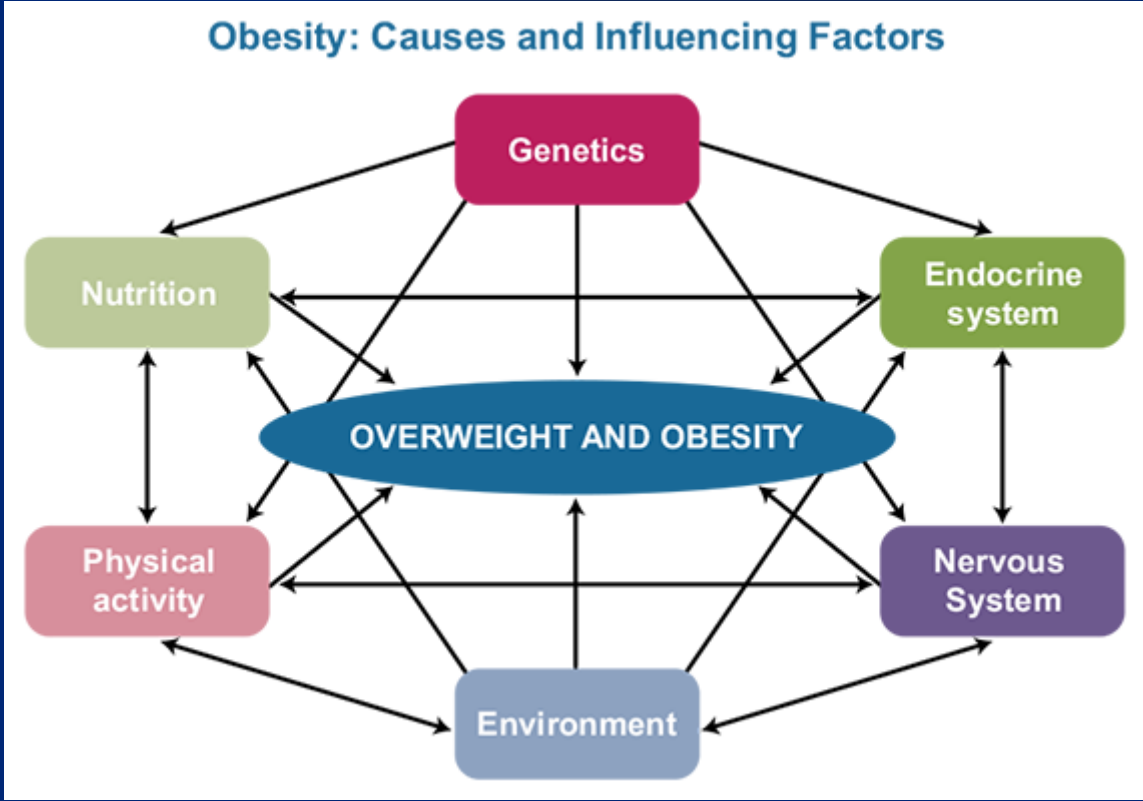 Obesity: Causes and Influencing Factors
Genetics
Nutrition
Endocrine
system
OVERWEIGHT AND OBESITY
Physical
activity
Nervous
System
Environment